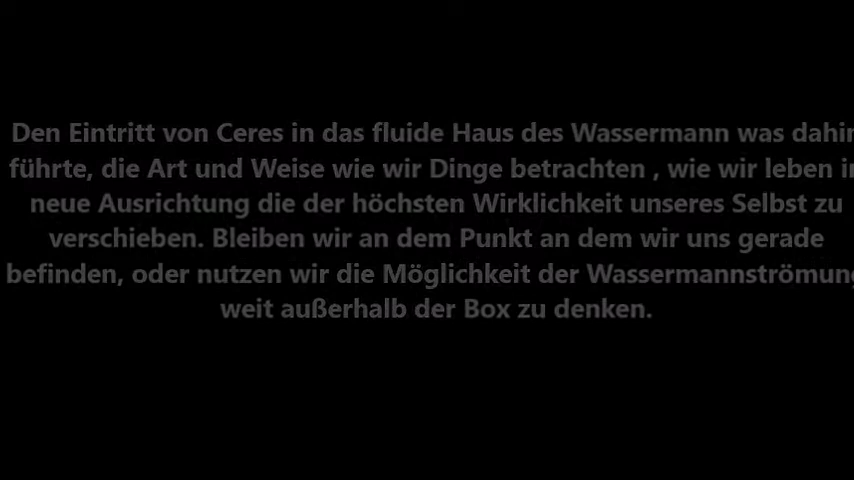 Den Eintritt von Ceres in das fluide Haus des Wassermann was dahin
führte, die Art und Weise wie wir Dinge betrachten , wie wir leben in
neue Ausrichtung die der höchsten Wirklichkeit unseres Selbst zu
verschieben. Bleiben wir an dem Punkt an dem wir uns gerade
befinden, oder nutzen wir die Möglichkeit der Wassermannströmung
weit außerhalb der Box zu denken.